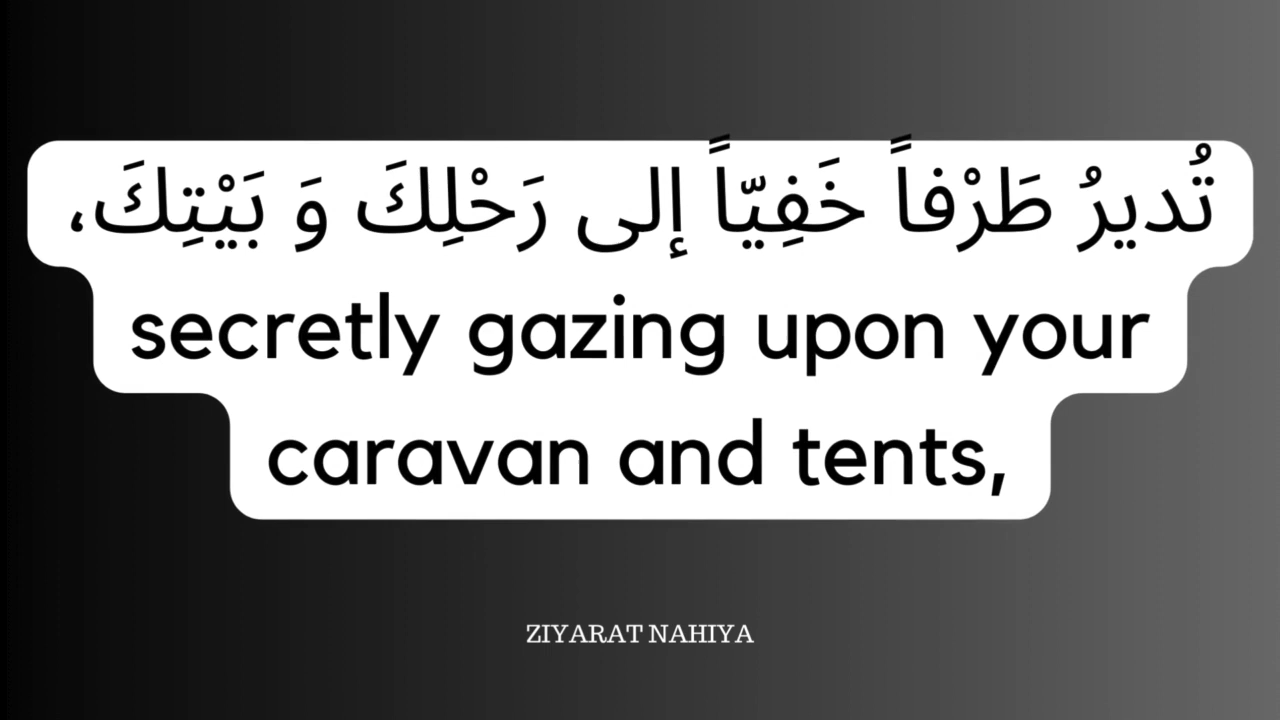 تُديرُ طَرْفاً خَفِيّاً إلى رَحْلِكَ وَ بَيْتِكَ،
secretly gazing upon your
caravan and tents,
ZIYARAT NAHIYA